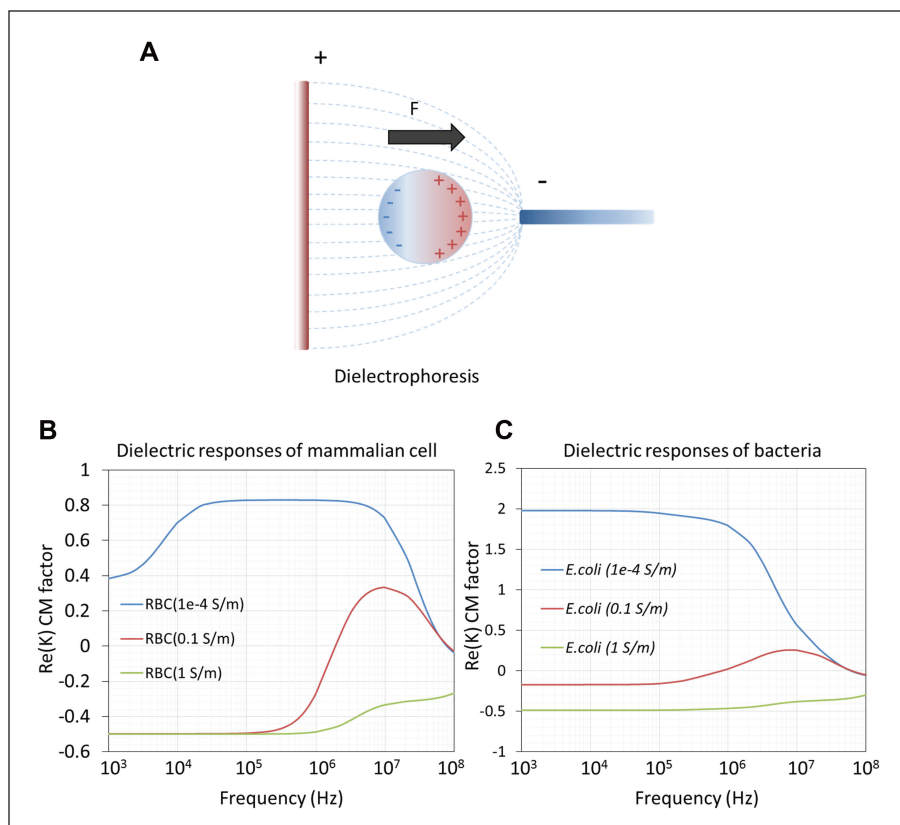 A
+
F
-
Dielectrophoresis
B
Dielectric responses of mammalian cell
1
0.8
0.6
0.4
0.2
0
-0.2
-0.4
-0.6
Re(K) CM factor
RBC(1e-4 S/m)
RBC(0.1 S/m)
RBC(1 S/m)
10³ 10⁴ 10⁵ 10⁶ 10⁷ 10⁸
Frequency (Hz)
C
Dielectric responses of bacteria
2.5
2
1.5
1
0.5
0
-0.5
-1
Re(K) CM factor
E.coli (1e-4 S/m)
E.coli (0.1 S/m)
E.coli (1 S/m)
10³ 10⁴ 10⁵ 10⁶ 10⁷ 10⁸
Frequency (Hz)